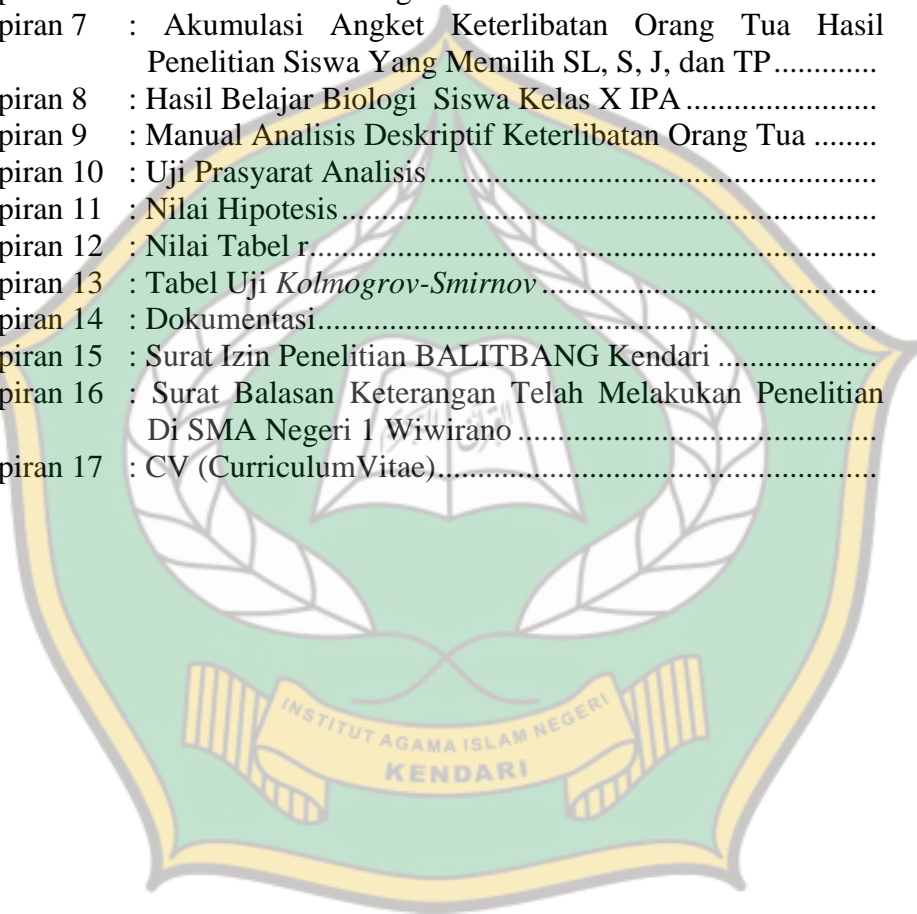 piran 7 : Akumulasi Angket Keterlibatan Orang Tua Hasil
Penelitian Siswa Yang Memilih SL, S, J, dan TP.............
piran 8 : Hasil Belajar Biologi Siswa Kelas X IPA.........................
piran 9 : Manual Analisis Deskriptif Keterlibatan Orang Tua ........
piran 10 : Uji Prasyarat Analisis...........................................................
piran 11 : Nilai Hipotesis......................................................................
piran 12 : Nilai Tabel r...........................................................................
piran 13 : Tabel Uji Kolmogrov-Smirnov............................................
piran 14 : Dokumentasi.........................................................................
piran 15 : Surat Izin Penelitian BALITBANG Kendari .....................
piran 16 : Surat Balasan Keterangan Telah Melakukan Penelitian
Di SMA Negeri 1 Wiwirano ...............................................
piran 17 : CV (CurriculumVitae)..........................................................
INSTITUT AGAMA ISLAM NEGERI
KENDARI